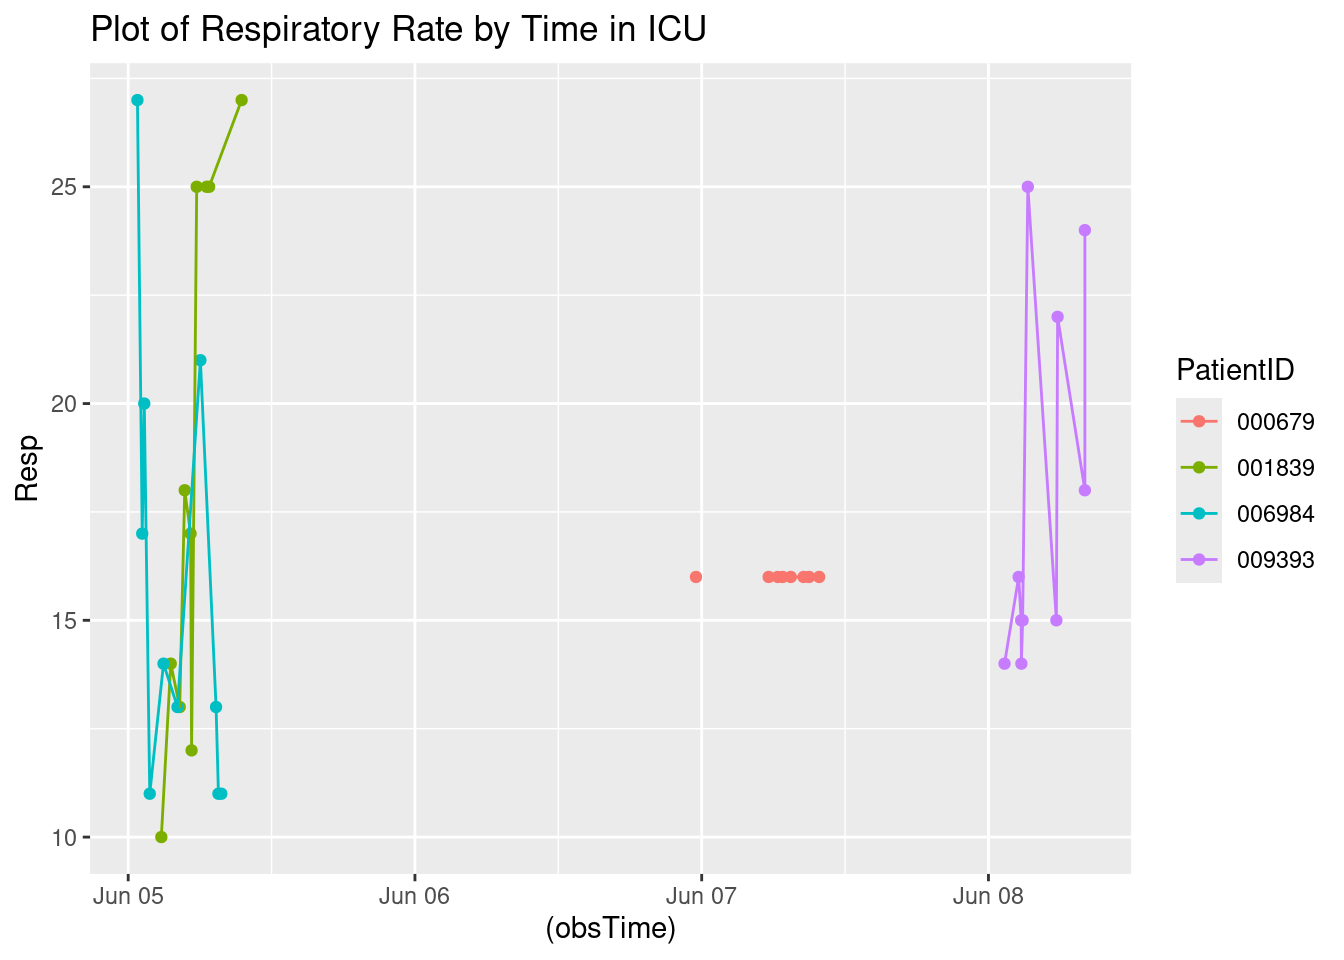 Plot of Respiratory Rate by Time in ICU
25
20
15
10
Resp
Jun 05 Jun 06 Jun 07 Jun 08
(obsTime)
PatientID
000679
001839
006984
009393